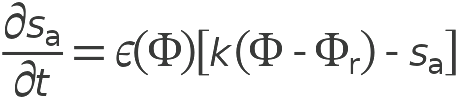 ∂sₐ/∂t = ϵ(Φ)[k(Φ - Φᵣ) - sₐ]